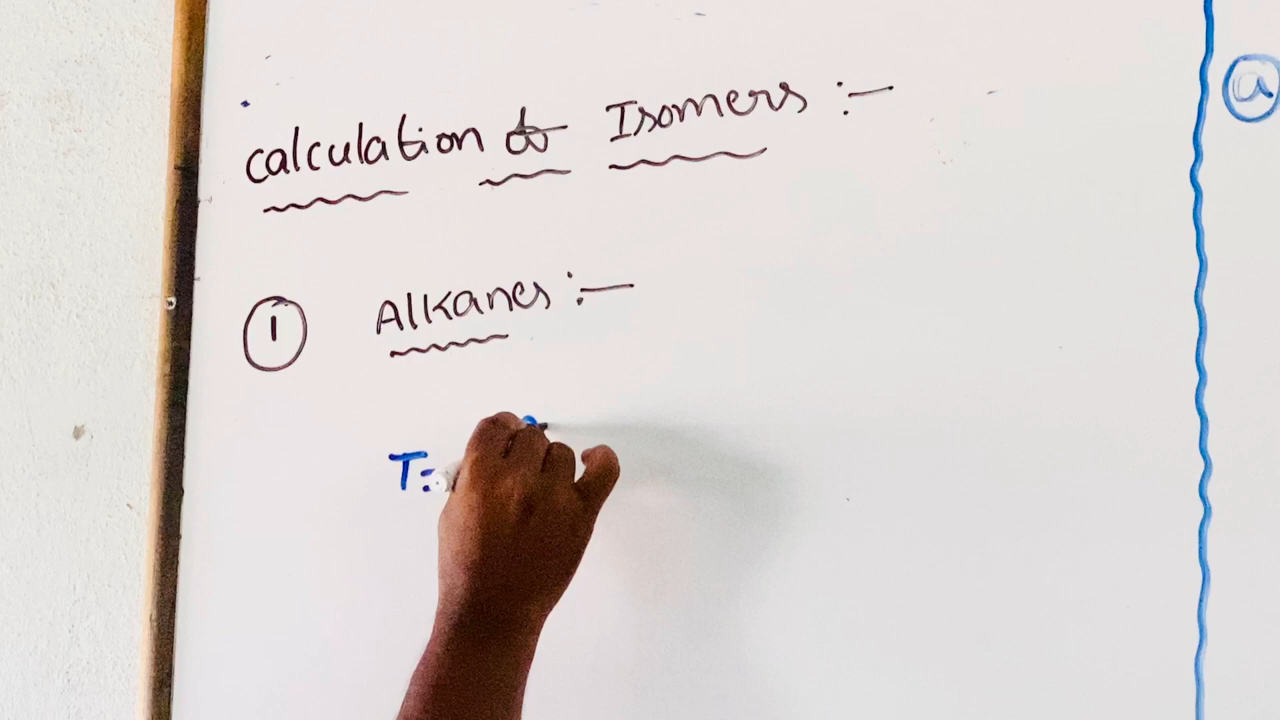 calculation of Isomers :-
① Alkanes :-
T=
ⓐ